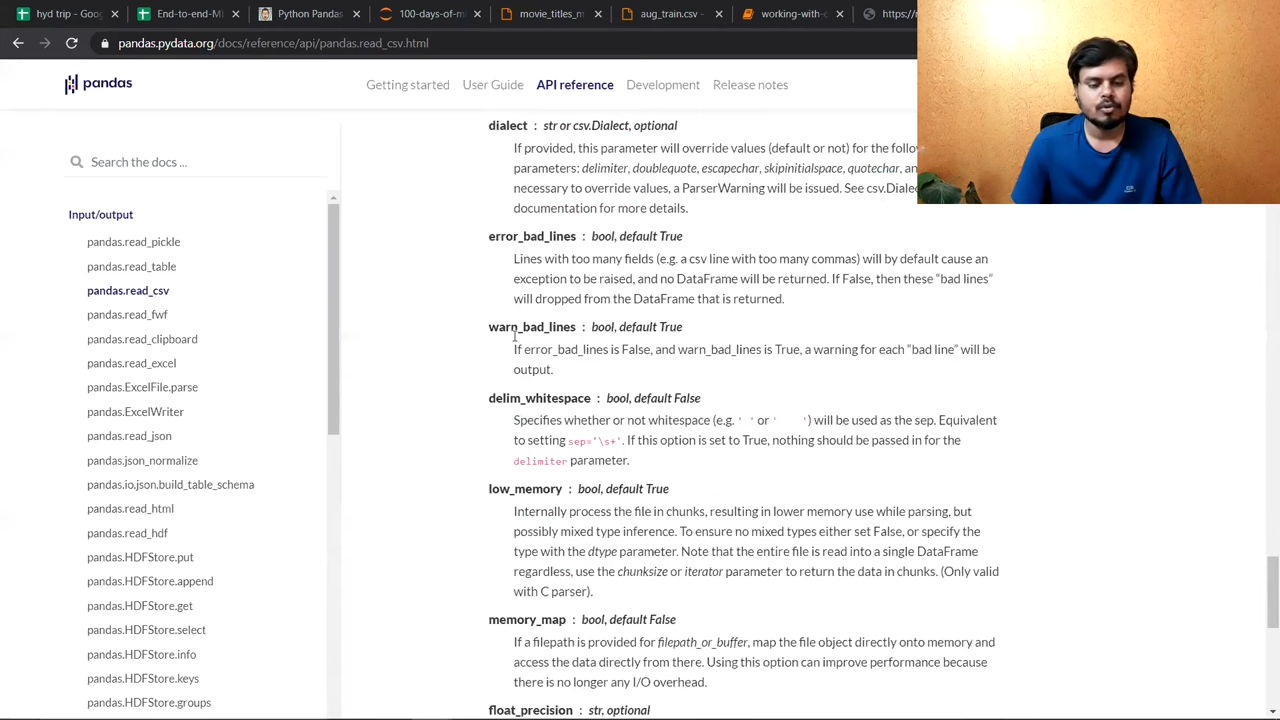 hyd trip - G
End-to-end-MI
Python Pandas
100-days-of-m
movie_titles_m
aug_train.csv
working-with-c
https://r
pandas.pydata.org/docs/reference/api/pandas.read_csv.html
pandas
Getting started
User Guide
API reference
Development
Release notes
Search the docs ...
Input/output
pandas.read_pickle
pandas.read_table
pandas.read_csv
pandas.read_fwf
pandas.read_clipboard
pandas.read_excel
pandas.ExcelFile.parse
pandas.ExcelWriter
pandas.read_json
pandas.json_normalize
pandas.io.json.build_table_schema
pandas.read_html
pandas.read_hdf
pandas.HDFStore.put
pandas.HDFStore.append
pandas.HDFStore.get
pandas.HDFStore.select
pandas.HDFStore.info
pandas.HDFStore.keys
pandas.HDFStore.groups
dialect : str or csv.Dialect, optional
If provided, this parameter will override values (default or not) for the follow
parameters: delimiter, doublequote, escapechar, skipinitialspace, quotechar, an
necessary to override values, a ParserWarning will be issued. See csv.Dialec
documentation for more details.
error_bad_lines : bool, default True
Lines with too many fields (e.g. a csv line with too many commas) will by default cause an
exception to be raised, and no DataFrame will be returned. If False, then these “bad lines”
will dropped from the DataFrame that is returned.
warn_bad_lines : bool, default True
If error_bad_lines is False, and warn_bad_lines is True, a warning for each “bad line” will be
output.
delim_whitespace : bool, default False
Specifies whether or not whitespace (e.g. ' ' or '    ') will be used as the sep. Equivalent
to setting sep='\s+'. If this option is set to True, nothing should be passed in for the
delimiter parameter.
low_memory : bool, default True
Internally process the file in chunks, resulting in lower memory use while parsing, but
possibly mixed type inference. To ensure no mixed types either set False, or specify the
type with the dtype parameter. Note that the entire file is read into a single DataFrame
regardless, use the chunksize or iterator parameter to return the data in chunks. (Only valid
with C parser).
memory_map : bool, default False
If a filepath is provided for filepath_or_buffer, map the file object directly onto memory and
access the data directly from there. Using this option can improve performance because
there is no longer any I/O overhead.
float_precision : str, optional